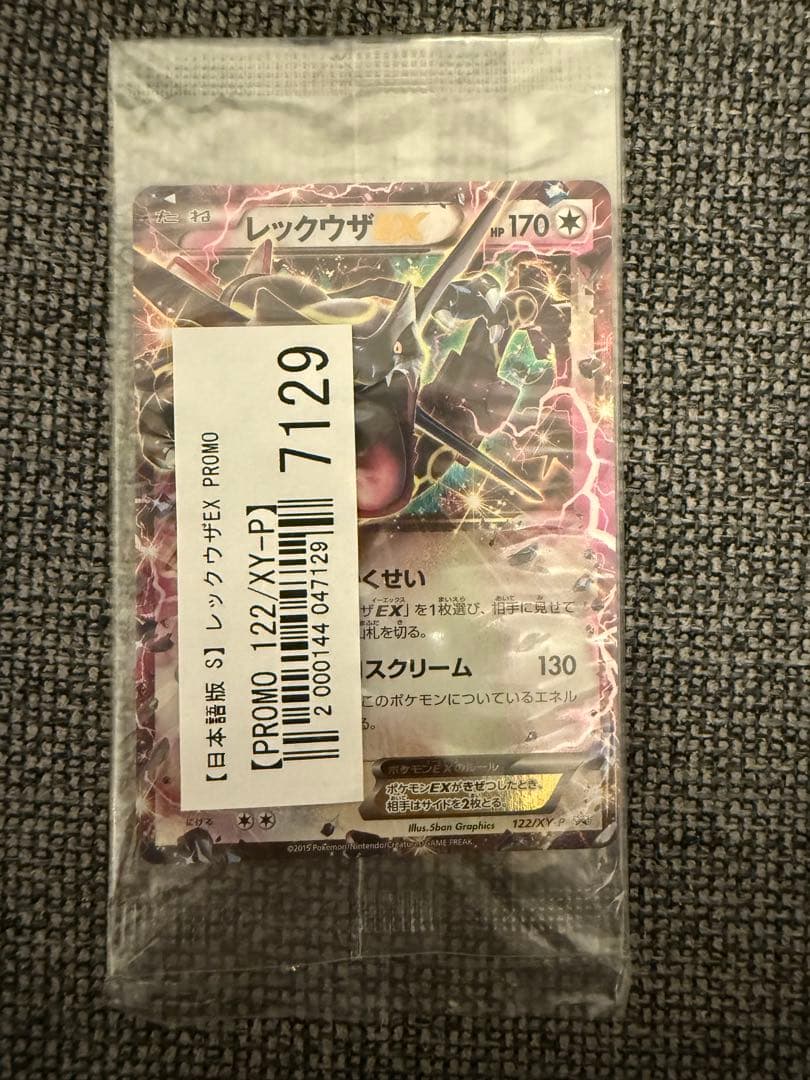 たね
レックウザEX
HP 170
【日本語版 S】レックウザEX PROMO
【PROMO 122/XY-P】
2 000144 047129
7129
くせい
ザEX」を1枚選び、相手に見せて
札を切る。
スクリーム 130
このポケモンについているエネル
る。
ポケモンEXのルール
ポケモンEXがきぜつしたとき、
相手はサイドを2枚とる。
にげる
Illus.5ban Graphics 122/XY-P
©2015 Pokémon/Nintendo/Creatures/GAME FREAK.